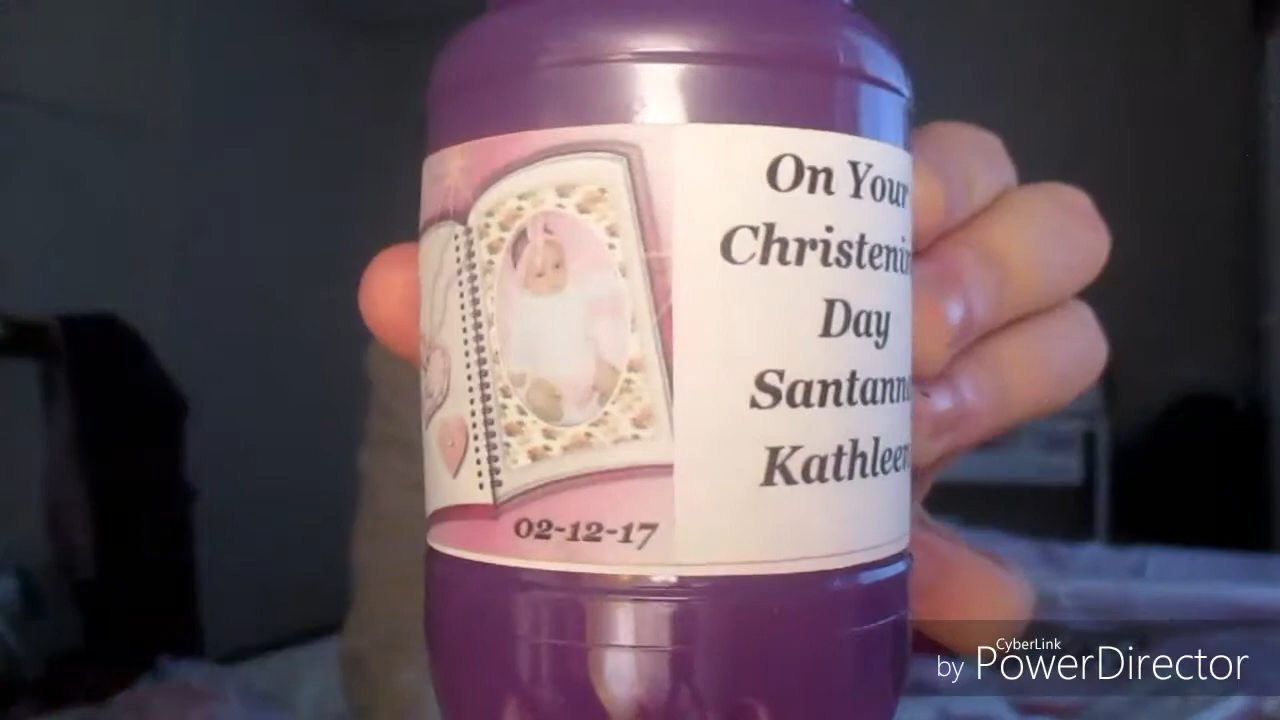 On Your
Christenin
Day
Santanna
Kathleen
02-12-17
CyberLink
by PowerDirector